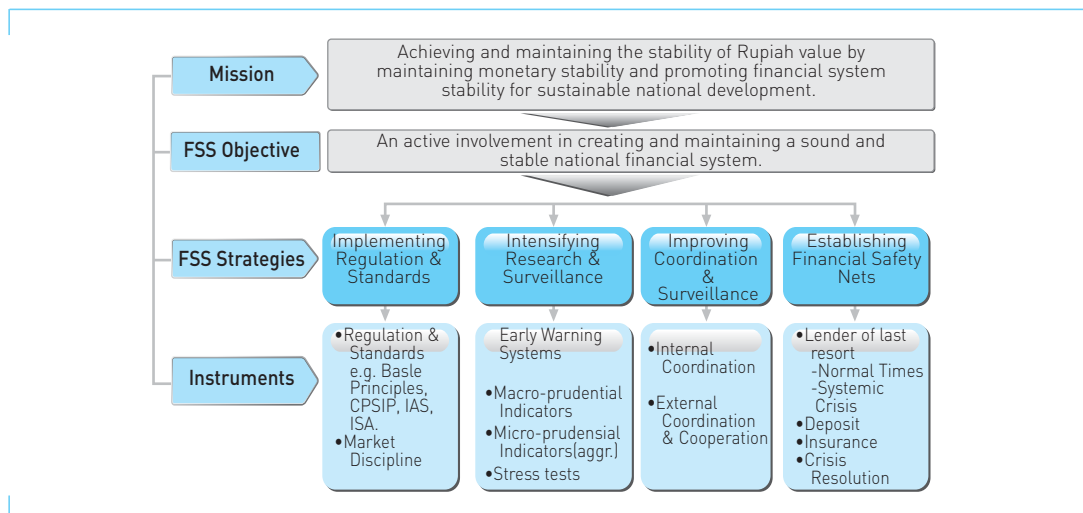 Mission
Achieving and maintaining the stability of Rupiah value by
maintaining monetary stability and promoting financial system
stability for sustainable national development.
FSS Objective
An active involvement in creating and maintaining a sound and
stable national financial system.
FSS Strategies
Implementing
Regulation &
Standards
Intensifying
Research &
Surveillance
Improving
Coordination
&
Surveillance
Establishing
Financial Safety
Nets
Instruments
•Regulation &
Standards
e.g. Basle
Principles,
CPSIP, IAS,
ISA.
•Market
Discipline
Early Warning
Systems
•Macro-prudential
Indicators
•Micro-prudensial
Indicators(aggr.)
•Stress tests
•Internal
Coordination
•External
Coordination
& Cooperation
•Lender of last
resort
-Normal Times
-Systemic
Crisis
•Deposit
•Insurance
•Crisis
Resolution